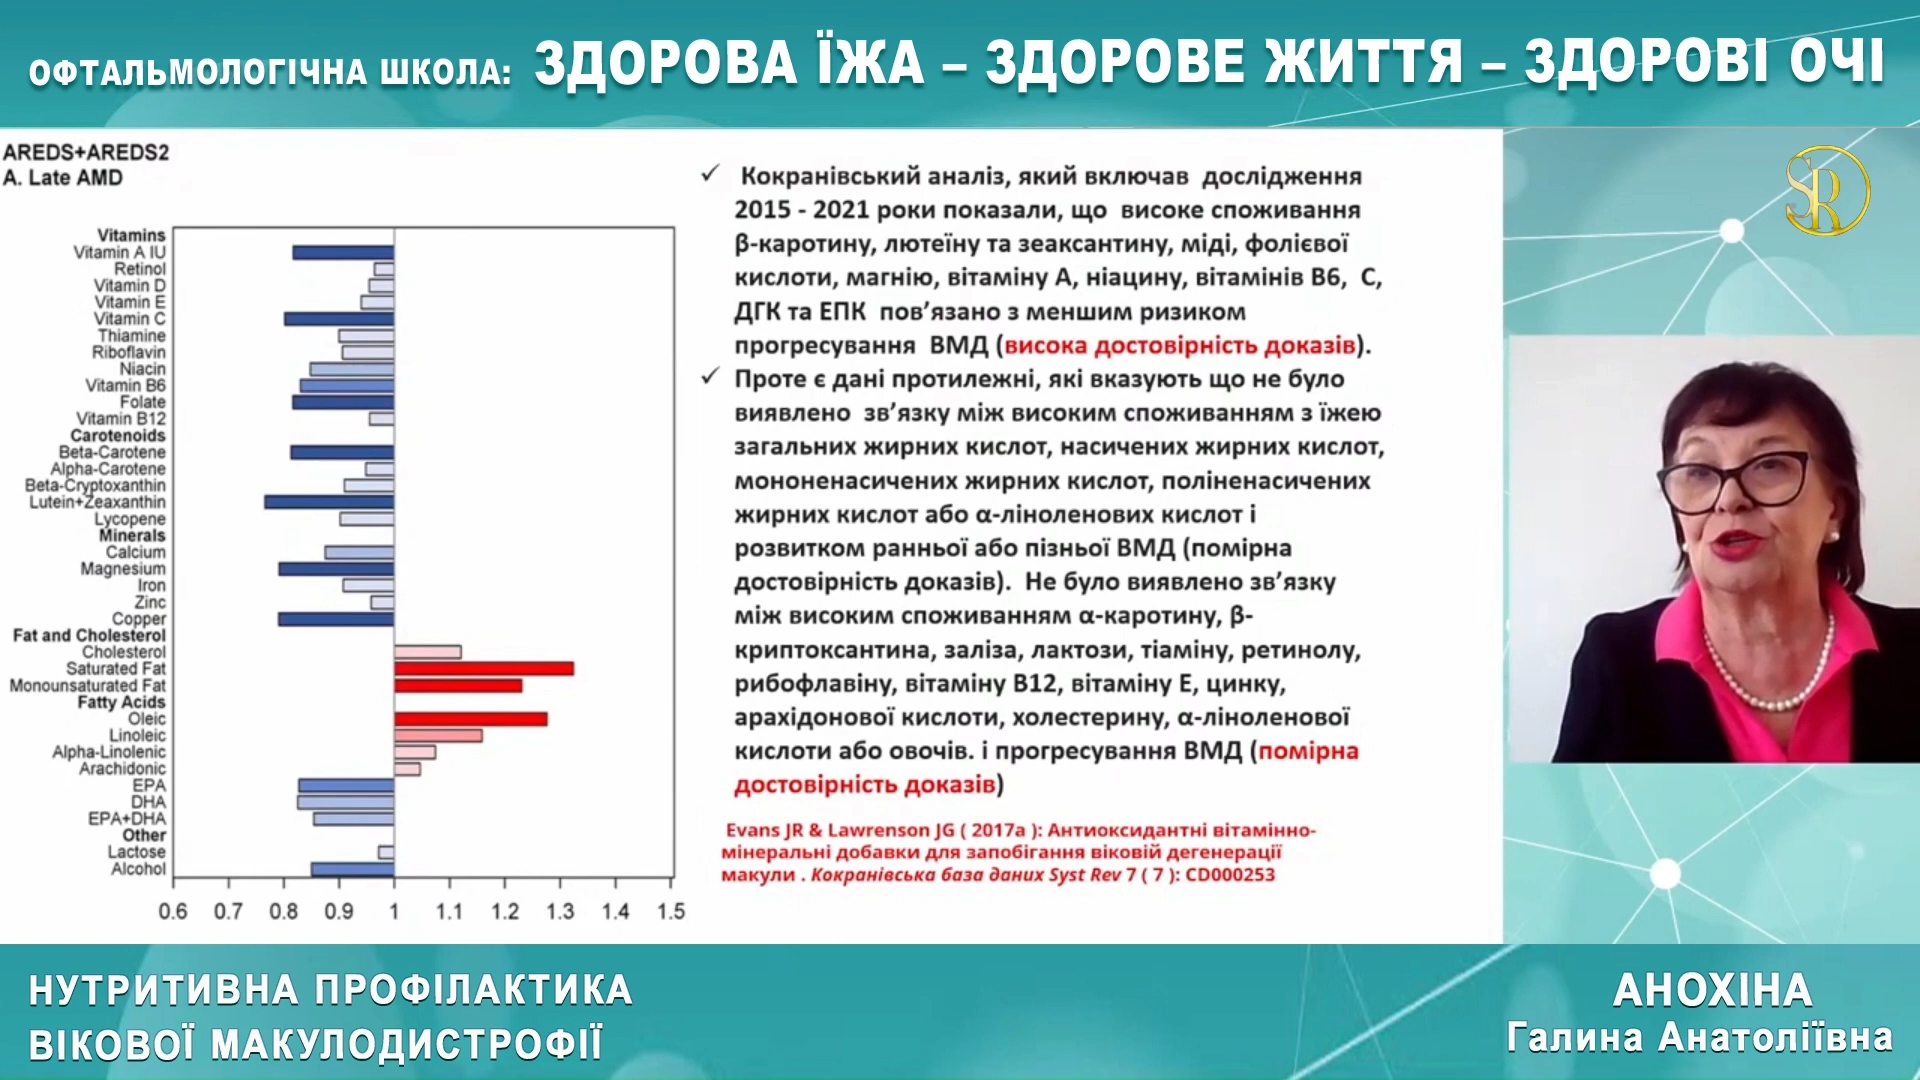 ОФТАЛЬМОЛОГІЧНА ШКОЛА: ЗДОРОВА ЇЖА – ЗДОРОВЕ ЖИТТЯ – ЗДОРОВІ ОЧІ
AREDS+AREDS2
A. Late AMD
Vitamins
Vitamin A IU
Retinol
Vitamin D
Vitamin E
Vitamin C
Thiamine
Riboflavin
Niacin
Vitamin B6
Folate
Vitamin B12
Carotenoids
Beta-Carotene
Alpha-Carotene
Beta-Cryptoxanthin
Lutein+Zeaxanthin
Lycopene
Minerals
Calcium
Magnesium
Iron
Zinc
Copper
Fat and Cholesterol
Cholesterol
Saturated Fat
Monounsaturated Fat
Fatty Acids
Oleic
Linoleic
Alpha-Linolenic
Arachidonic
EPA
DHA
EPA+DHA
Other
Lactose
Alcohol
0.6 0.7 0.8 0.9 1 1.1 1.2 1.3 1.4 1.5
✓ Кокранівський аналіз, який включав дослідження
2015 - 2021 роки показали, що високе споживання
β-каротину, лютеїну та зеаксантину, міді, фолієвої
кислоти, магнію, вітаміну А, ніацину, вітамінів В6, С,
ДГК та ЕПК пов’язано з меншим ризиком
прогресування ВМД (висока достовірність доказів).
✓ Проте є дані протилежні, які вказують що не було
виявлено зв’язку між високим споживанням з їжею
загальних жирних кислот, насичених жирних кислот,
мононенасичених жирних кислот, поліненасичених
жирних кислот або α-ліноленових кислот і
розвитком ранньої або пізньої ВМД (помірна
достовірність доказів). Не було виявлено зв’язку
між високим споживанням α-каротину, β-
криптоксантина, заліза, лактози, тіаміну, ретинолу,
рибофлавіну, вітаміну В12, вітаміну Е, цинку,
арахідонової кислоти, холестерину, α-ліноленової
кислоти або овочів. і прогресування ВМД (помірна
достовірність доказів)
Evans JR & Lawrenson JG ( 2017a ): Антиоксидантні вітамінно-
мінеральні добавки для запобігання віковій дегенерації
макули . Кокранівська база даних Syst Rev 7 ( 7 ): CD000253
SR
НУТРИТИВНА ПРОФІЛАКТИКА
ВІКОВОЇ МАКУЛОДИСТРОФІЇ
АНОХІНА
Галина Анатоліївна